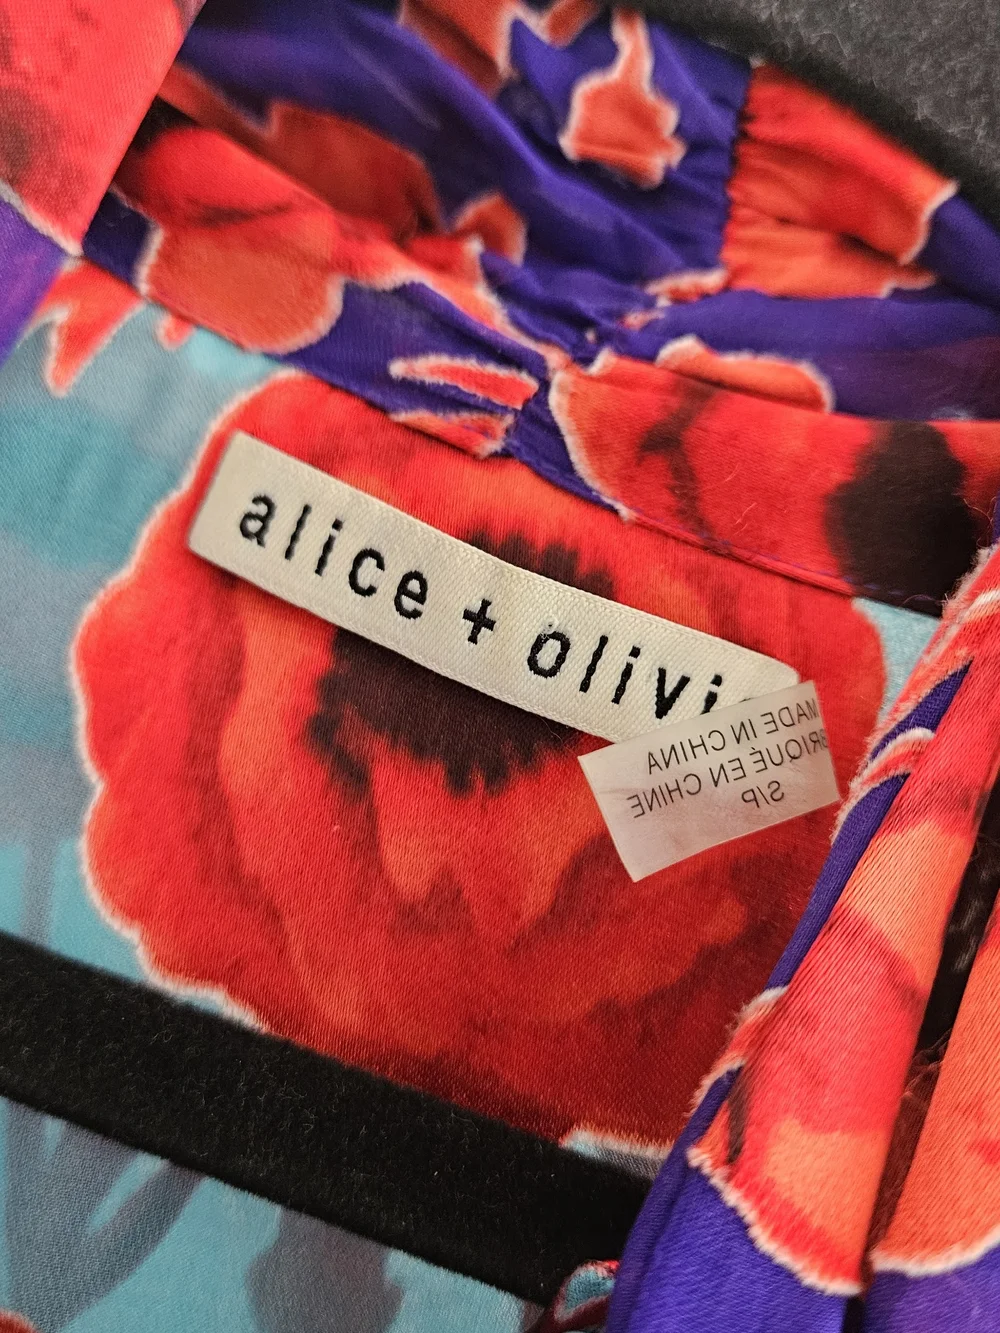 alice + olivi
MADE IN CHINA
BRIQUÉ EN CHINE
S/P